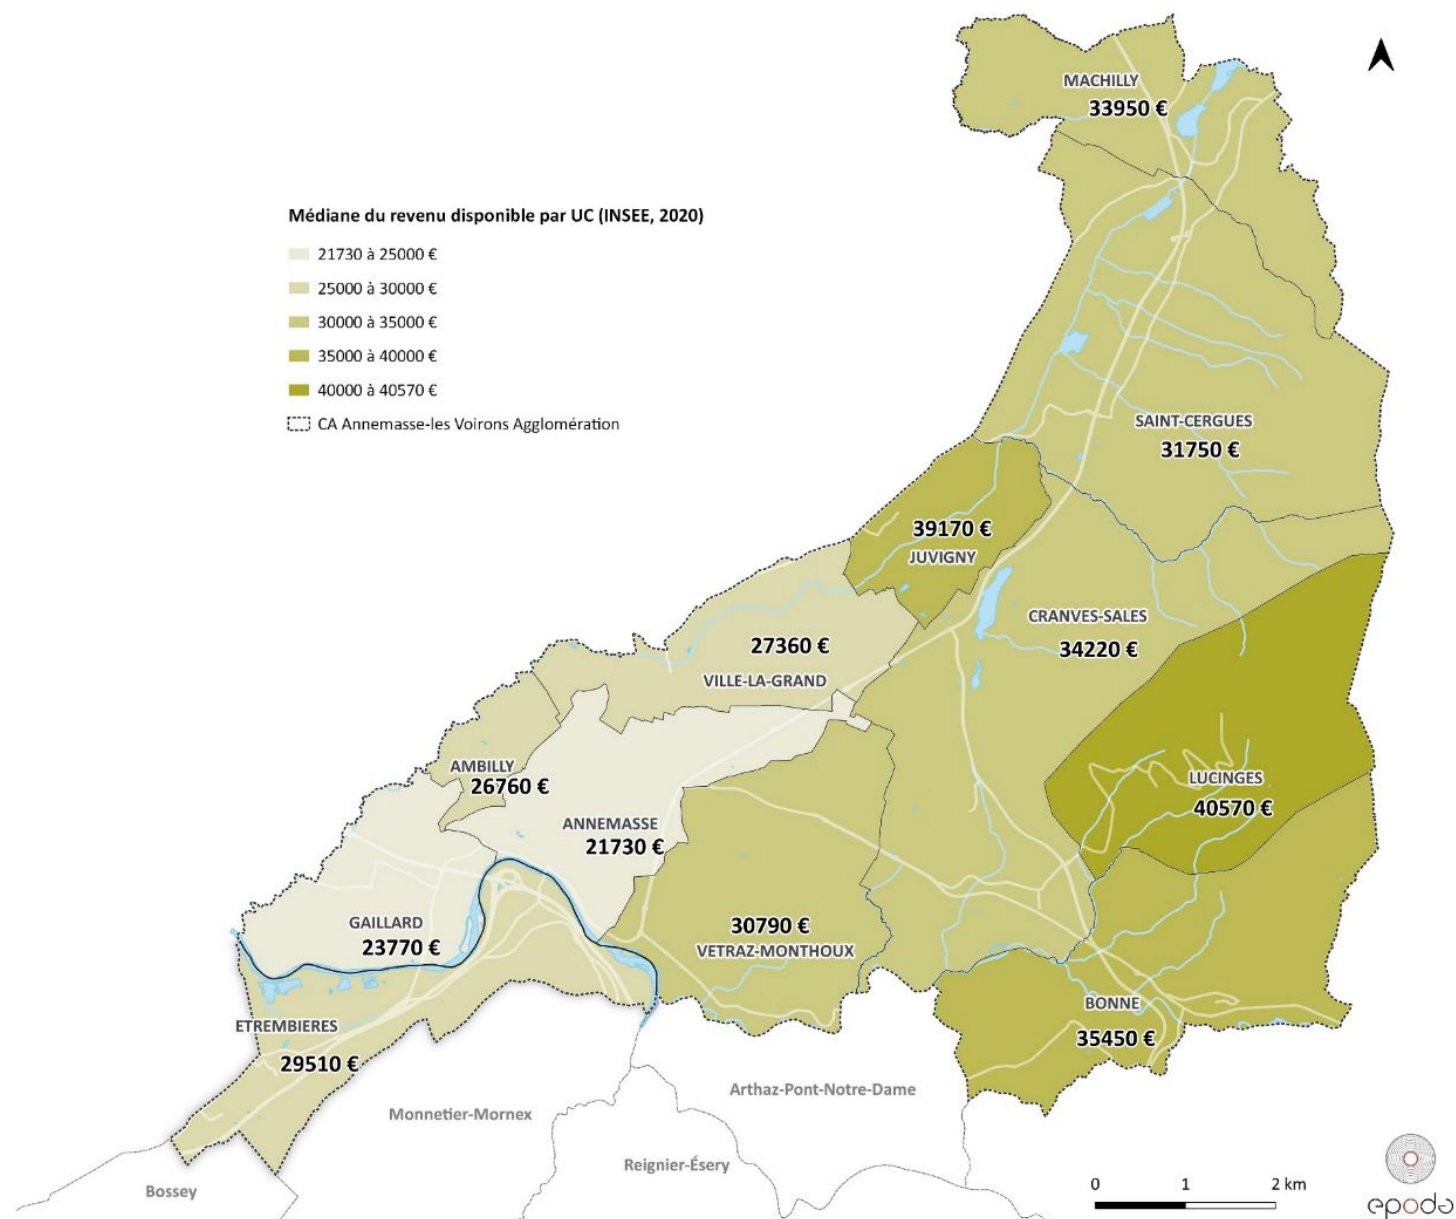 MACHILLY
33950 €
Médiane du revenu disponible par UC (INSEE, 2020)
21730 à 25000 €
25000 à 30000 €
30000 à 35000 €
35000 à 40000 €
40000 à 40570 €
CA Annemasse-les Voirons Agglomération
SAINT-CERGUES
31750 €
39170 €
JUVIGNY
CRANVES-SALES
34220 €
27360 €
VILLE-LA-GRAND
AMBILLY
26760 €
LUCINGES
40570 €
ANNEMASSE
21730 €
GAILLARD
23770 €
30790 €
VETRAZ-MONTHOUX
BONNE
35450 €
ETREMBIERES
29510 €
Arthaz-Pont-Notre-Dame
Monnetier-Mornex
Reignier-Ésery
Bossey
0 1 2 km
epoda